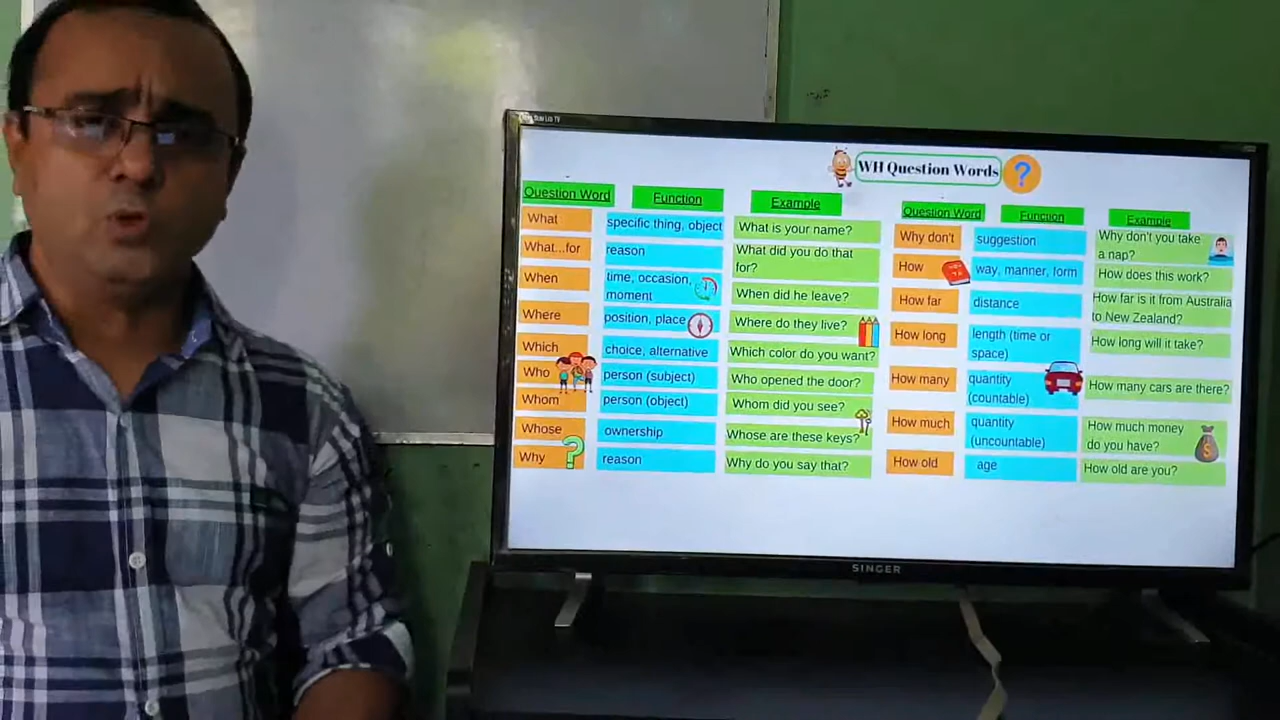 WH Question Words ?
Question Word Function Example
What specific thing, object What is your name?
What...for reason What did you do that
for?
When time, occasion,
moment When did he leave?
Where position, place Where do they live?
Which choice, alternative Which color do you want?
Who person (subject) Who opened the door?
Whom person (object) Whom did you see?
Whose ownership Whose are these keys?
Why reason Why do you say that?
Question Word Function Example
Why don't suggestion Why don't you take
a nap?
How way, manner, form How does this work?
How far distance How far is it from Australia
to New Zealand?
How long length (time or
space) How long will it take?
How many quantity
(countable) How many cars are there?
How much quantity
(uncountable) How much money
do you have?
How old age How old are you?
SINGER